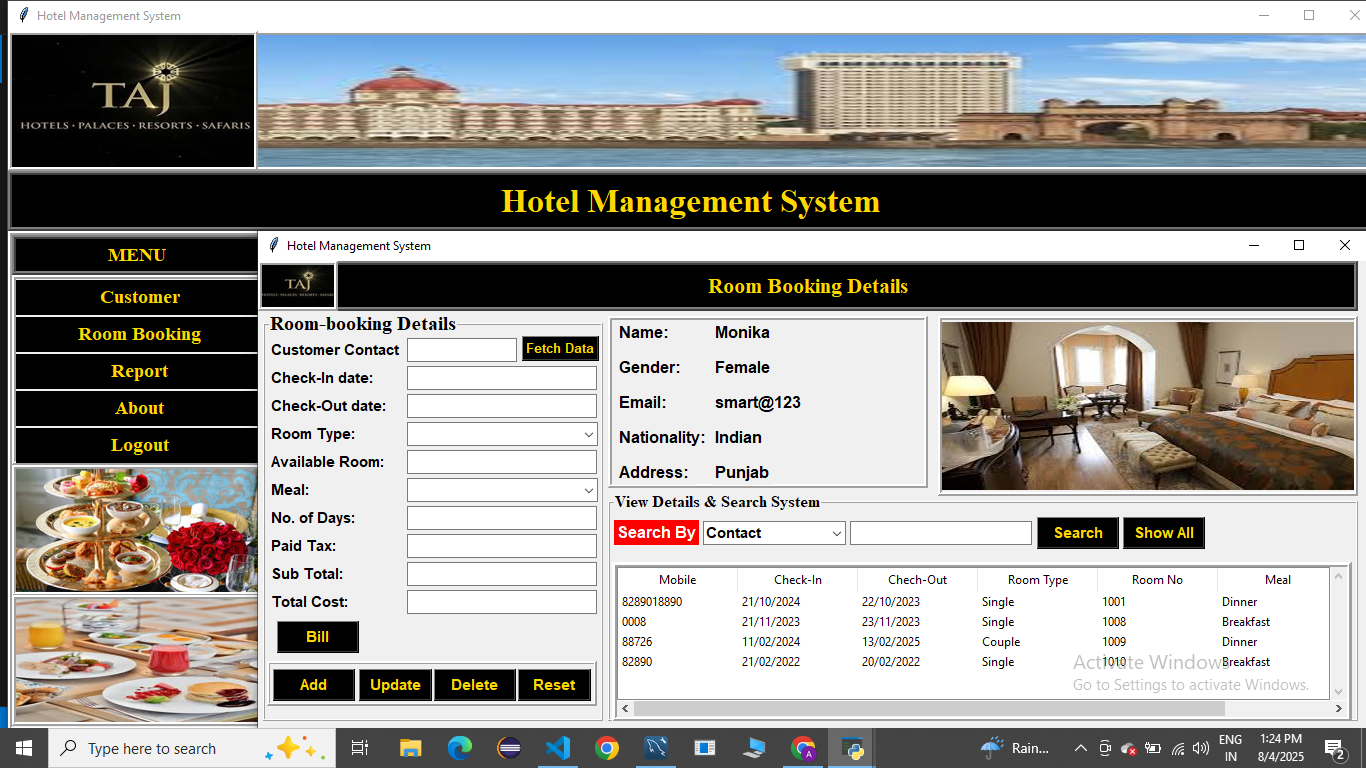 Hotel Management System
TAJ
HOTELS · PALACES · RESORTS · SAFARIS
Hotel Management System
MENU
Customer
Room Booking
Report
About
Logout
Hotel Management System
TAJ
HOTELS · PALACES · RESORTS · SAFARIS
Room Booking Details
Room-booking Details
Customer Contact
Fetch Data
Check-In date:
Check-Out date:
Room Type:
Available Room:
Meal:
No. of Days:
Paid Tax:
Sub Total:
Total Cost:
Bill
Add Update Delete Reset
Name: Monika
Gender: Female
Email: smart@123
Nationality: Indian
Address: Punjab
View Details & Search System
Search By Contact Search Show All
Mobile Check-In Chech-Out Room Type Room No Meal
8289018890 21/10/2024 22/10/2023 Single 1001 Dinner
0008 21/11/2023 23/11/2023 Single 1008 Breakfast
88726 11/02/2024 13/02/2025 Couple 1009 Dinner
82890 21/02/2022 20/02/2022 Single 1010 Breakfast
Activate Windows
Go to Settings to activate Windows.
Type here to search
A
Rain...
ENG
IN
1:24 PM
8/4/2025
2